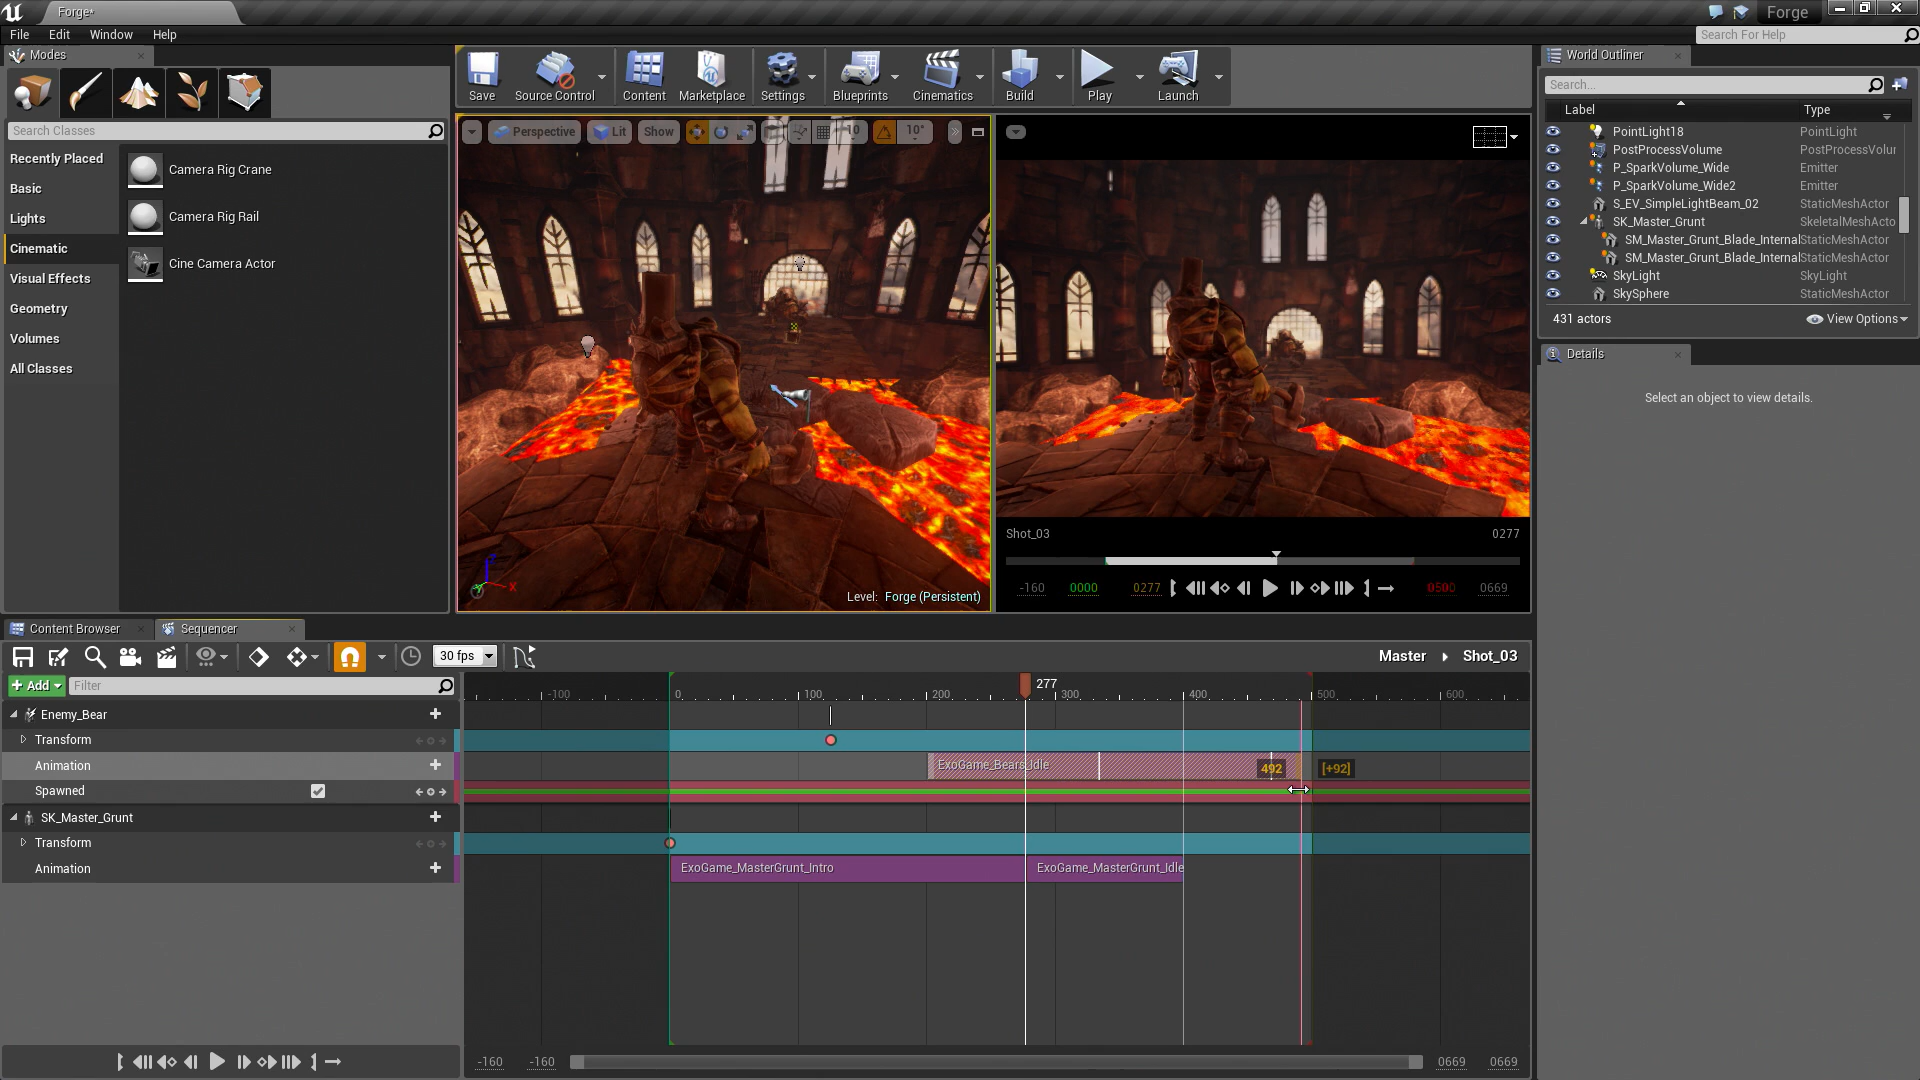 Forge*
Forge
File Edit Window Help
Search For Help
Modes
Search Classes
Recently Placed
Basic
Lights
Cinematic
Visual Effects
Geometry
Volumes
All Classes
Camera Rig Crane
Camera Rig Rail
Cine Camera Actor
Save Source Control Content Marketplace Settings Blueprints Cinematics Build Play Launch
Perspective Lit Show 10 10°
Level: Forge (Persistent)
X
Shot_03 0277
-160 0000 0277 0500 0669
World Outliner
Search...
Label Type
PointLight18 PointLight
PostProcessVolume PostProcessVolur
P_SparkVolume_Wide Emitter
P_SparkVolume_Wide2 Emitter
S_EV_SimpleLightBeam_02 StaticMeshActor
SK_Master_Grunt SkeletalMeshActo
SM_Master_Grunt_Blade_Internal StaticMeshActor
SM_Master_Grunt_Blade_Internal StaticMeshActor
SkyLight SkyLight
SkySphere StaticMeshActor
431 actors View Options
Details
Select an object to view details.
Content Browser Sequencer
30 fps Master Shot_03
Add Filter
-100 0 100 200 277 300 400 500 600
Enemy_Bear
Transform
Animation ExoGame_Bears_Idle 492 [+92]
Spawned
SK_Master_Grunt
Transform
Animation ExoGame_MasterGrunt_Intro ExoGame_MasterGrunt_Idle
-160 -160 0669 0669